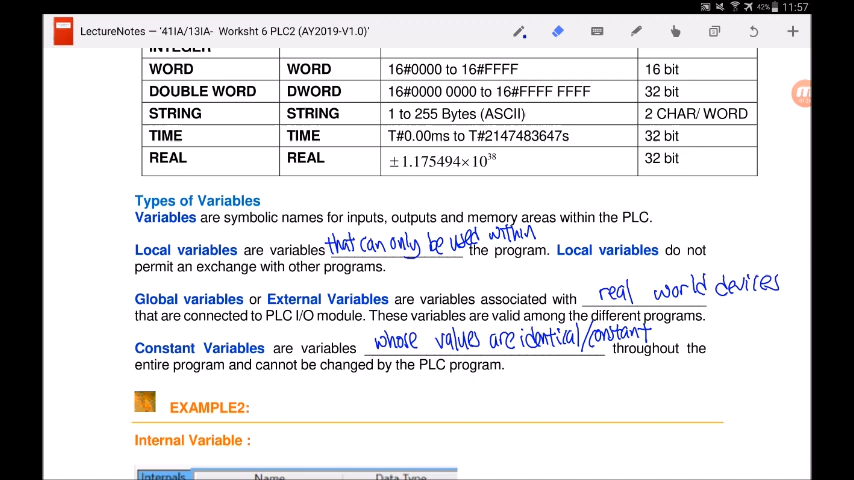 42% 11:57
LectureNotes — '41IA/13IA- Worksht 6 PLC2 (AY2019-V1.0)'
INTEGER
WORD WORD 16#0000 to 16#FFFF 16 bit
DOUBLE WORD DWORD 16#0000 0000 to 16#FFFF FFFF 32 bit
STRING STRING 1 to 255 Bytes (ASCII) 2 CHAR/ WORD
TIME TIME T#0.00ms to T#2147483647s 32 bit
REAL REAL ±1.175494×10³⁸ 32 bit
Types of Variables
Variables are symbolic names for inputs, outputs and memory areas within the PLC.
Local variables are variables that can only be used within the program. Local variables do not
permit an exchange with other programs.
Global variables or External Variables are variables associated with real world devices
that are connected to PLC I/O module. These variables are valid among the different programs.
Constant Variables are variables whose values are identical/constant throughout the
entire program and cannot be changed by the PLC program.
EXAMPLE2:
Internal Variable :
Internals Name Data Type